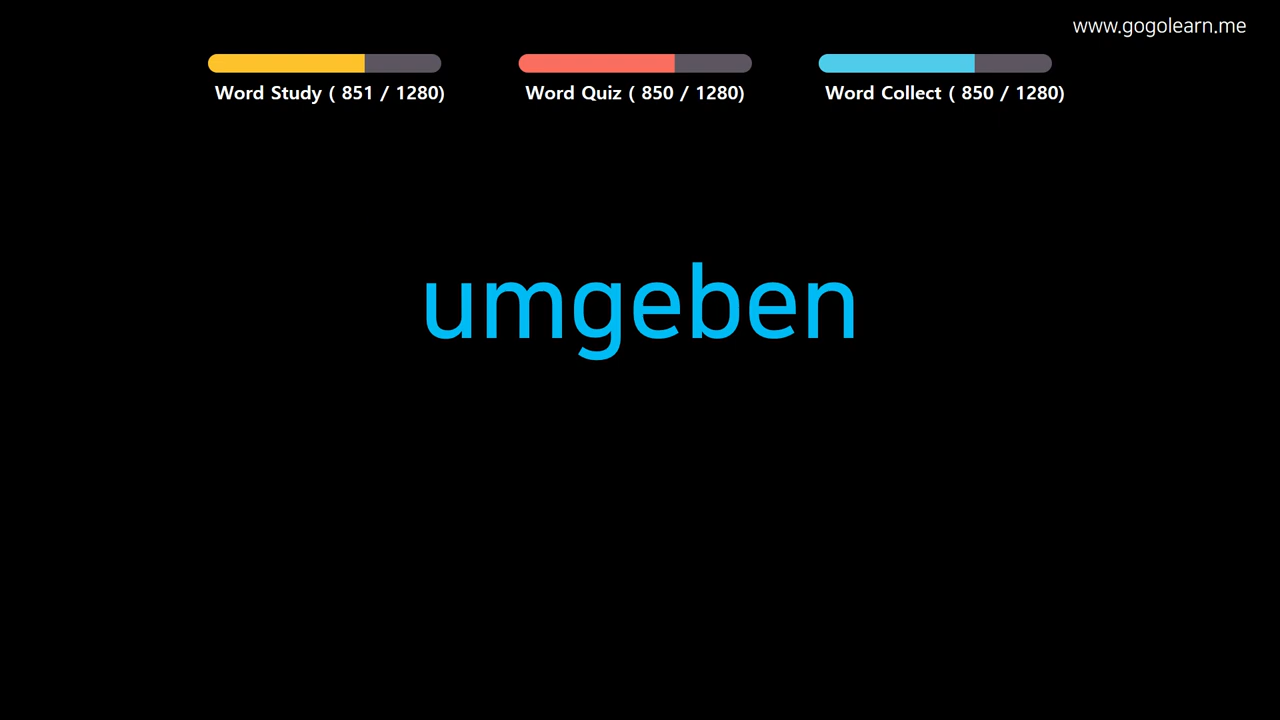 www.gogolearn.me
Word Study ( 851 / 1280)
Word Quiz ( 850 / 1280)
Word Collect ( 850 / 1280)
umgeben